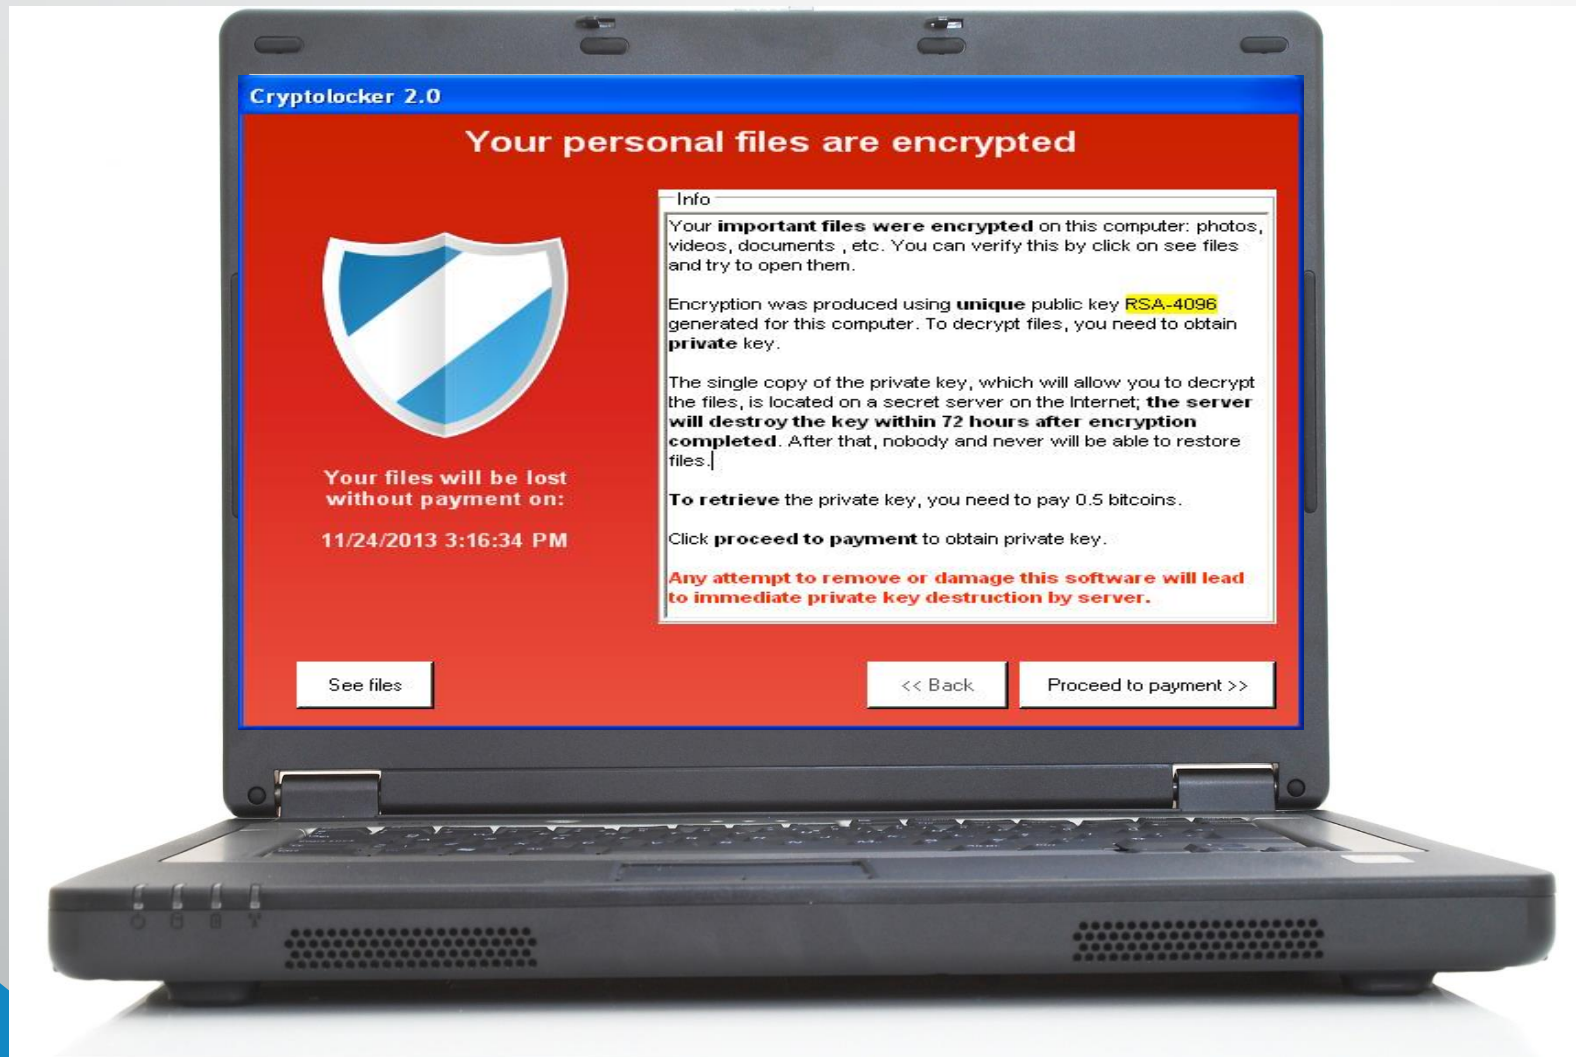 Cryptolocker 2.0
Your personal files are encrypted
Info
Your important files were encrypted on this computer: photos,
videos, documents , etc. You can verify this by click on see files
and try to open them.
Encryption was produced using unique public key RSA-4096
generated for this computer. To decrypt files, you need to obtain
private key.
The single copy of the private key, which will allow you to decrypt
the files, is located on a secret server on the Internet; the server
will destroy the key within 72 hours after encryption
completed. After that, nobody and never will be able to restore
files.
To retrieve the private key, you need to pay 0.5 bitcoins.
Click proceed to payment to obtain private key.
Any attempt to remove or damage this software will lead
to immediate private key destruction by server.
Your files will be lost
without payment on:
11/24/2013 3:16:34 PM
See files
<< Back
Proceed to payment >>